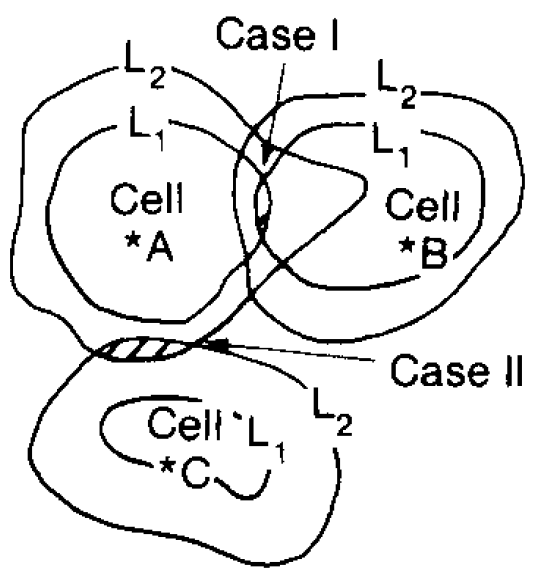 Case I
L2
L2
L1
L1
Cell
*A
Cell
*B
Case II
L2
Cell L1
*C